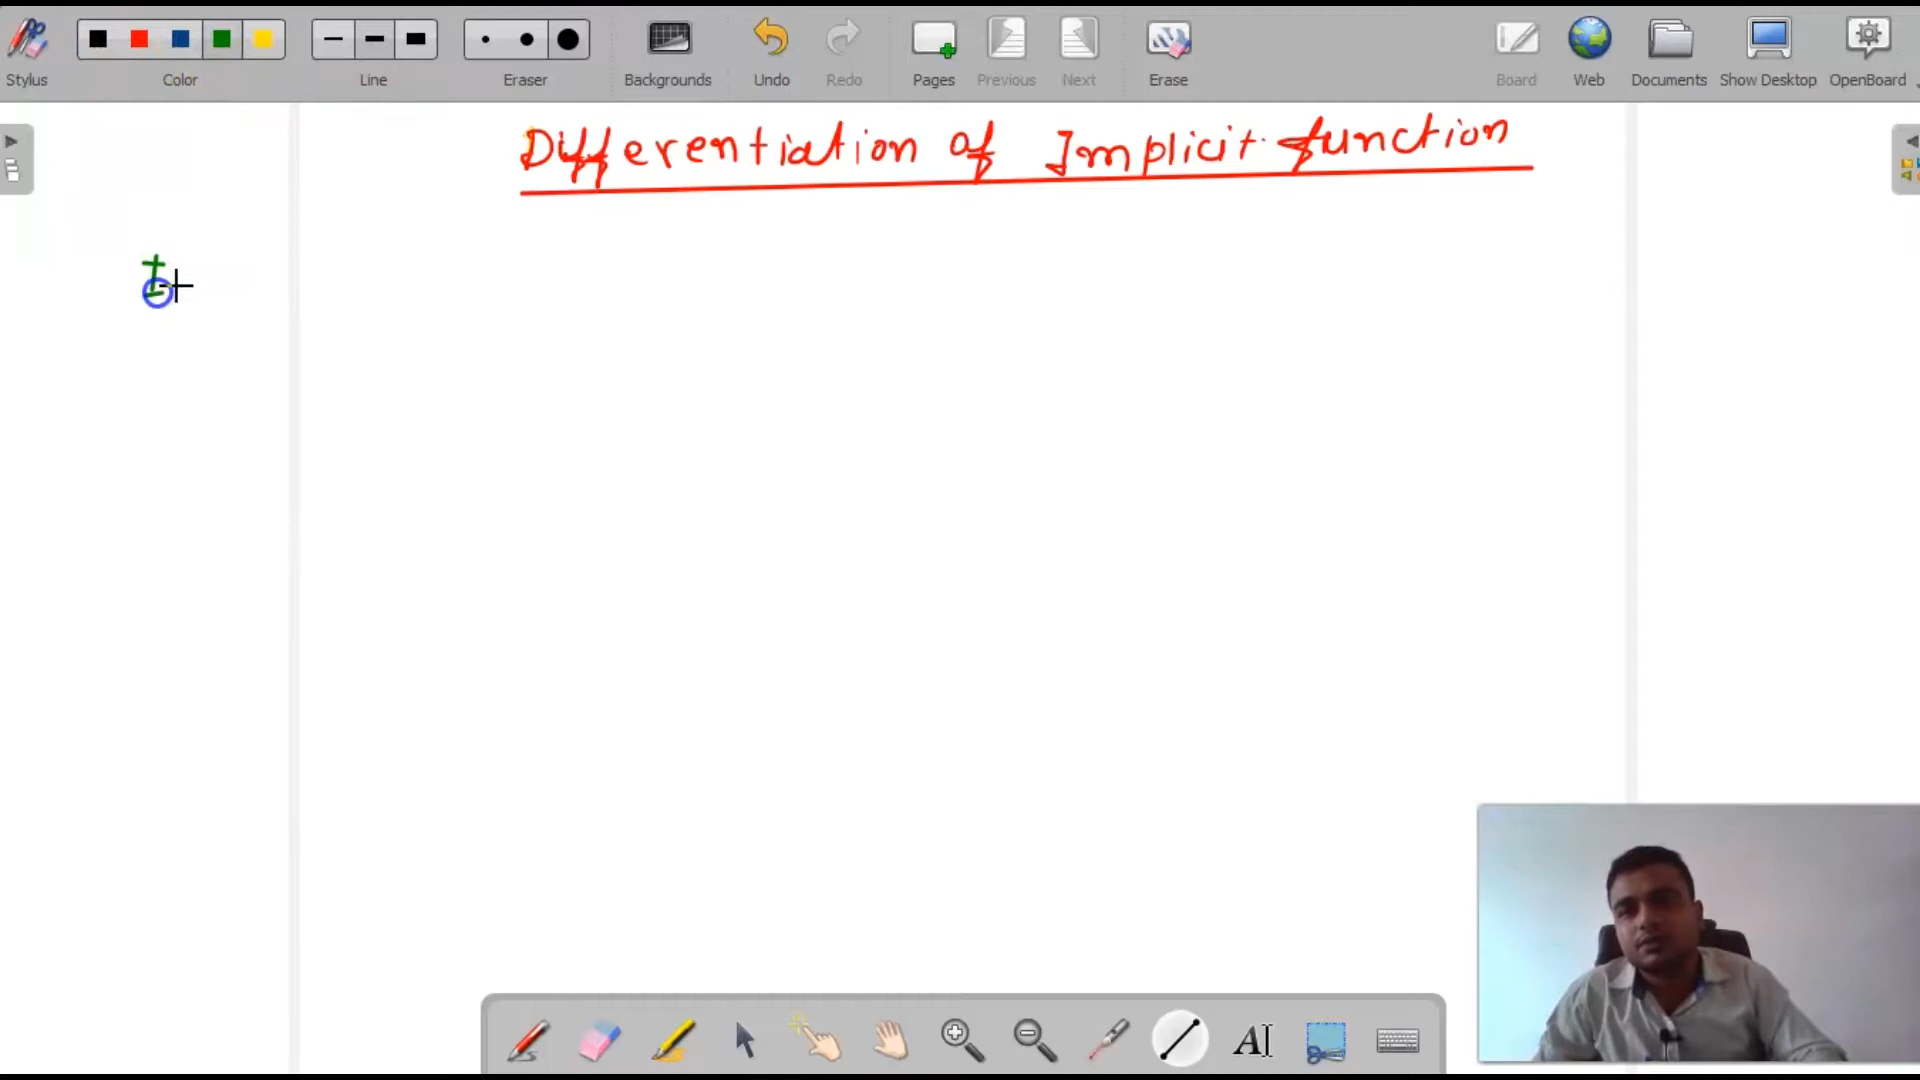 Stylus Color Line Eraser Backgrounds Undo Redo Pages Previous Next Erase Board Web Documents Show Desktop OpenBoard
Differentiation of Implicit function
I
A